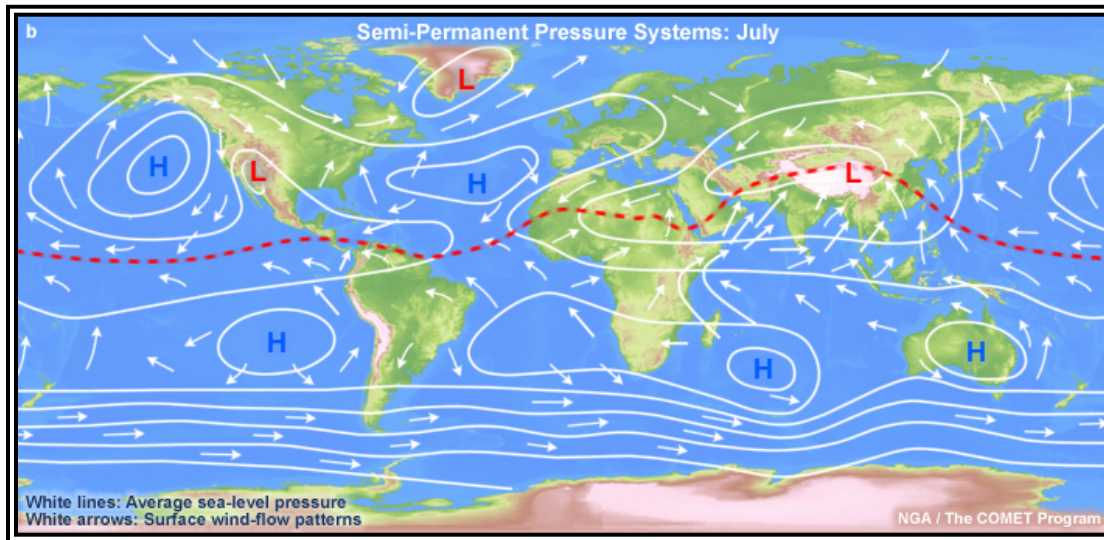 b
Semi-Permanent Pressure Systems: July
L
H
L
H
L
H
H
H
White lines: Average sea-level pressure
White arrows: Surface wind-flow patterns
NGA / The COMET Program